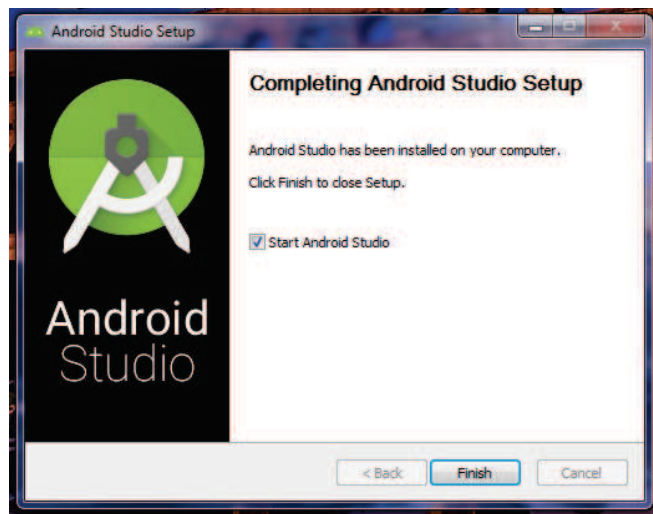 Android Studio Setup
Completing Android Studio Setup
Android Studio has been installed on your computer.
Click Finish to close Setup.
Start Android Studio
Android
Studio
< Back
Finish
Cancel